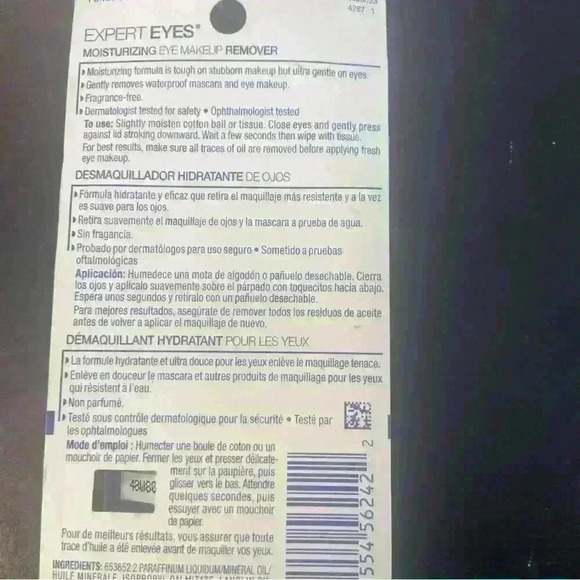 4287 1
EXPERT EYES®
MOISTURIZING EYE MAKEUP REMOVER
Moisturizing formula is tough on stubborn makeup but ultra gentle on eyes.
Gently removes waterproof mascara and eye makeup.
Fragrance-free.
Dermatologist tested for safety • Ophthalmologist tested
To use: Slightly moisten cotton ball or tissue. Close eyes and gently press
against lid stroking downward. Wait a few seconds then wipe with tissue.
For best results, make sure all traces of oil are removed before applying fresh
eye makeup.
DESMAQUILLADOR HIDRATANTE DE OJOS
Fórmula hidratante y eficaz que retira el maquillaje más resistente y a la vez
es suave para los ojos.
Retira suavemente el maquillaje de ojos y la mascara a prueba de agua.
Sin fragancia.
Probado por dermatólogos para uso seguro • Sometido a pruebas
oftalmológicas
Aplicación: Humedece una mota de algodón o pañuelo desechable. Cierra
los ojos y aplícalo suavemente sobre el párpado con toquecitos hacia abajo.
Espera unos segundos y retíralo con un pañuelo desechable.
Para mejores resultados, asegúrate de remover todos los residuos de aceite
antes de volver a aplicar el maquillaje de nuevo.
DÉMAQUILLANT HYDRATANT POUR LES YEUX
La formule hydratante et ultra douce pour les yeux enlève le maquillage tenace.
Enlève en douceur le mascara et autres produits de maquillage pour les yeux
qui résistent à l'eau.
Non parfumé.
Testé sous contrôle dermatologique pour la sécurité • Testé par
les ophtalmologues
Mode d'emploi : Humecter une boule de coton ou un
mouchoir de papier. Fermer les yeux et presser délicate-
ment sur la paupière, puis
glisser vers le bas. Attendre
quelques secondes, puis
essuyer avec un mouchoir
de papier.
Pour de meilleurs résultats, vous assurer que toute
trace d'huile a été enlevée avant de maquiller vos yeux.
INGREDIENTS: 653652-2 PARAFFINUM LIQUIDUM/MINERAL OIL/
HUILE MINERALE, ISOPROPYL PALMITATE,
554 56242 2